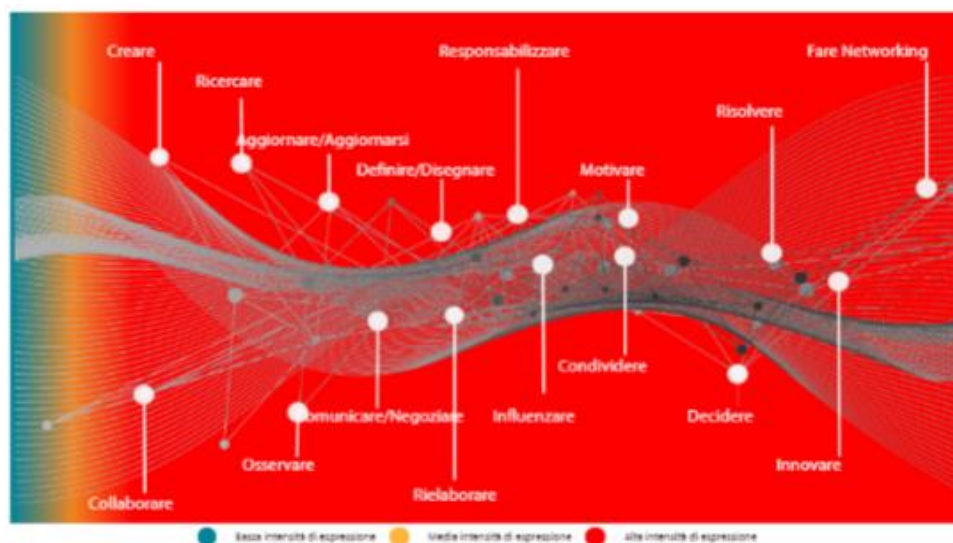 Creare
Responsabilizzare
Fare Networking
Ricercare
Risolvere
Aggiornare/Aggiornarsi
Definire/Disegnare
Motivare
Condividere
Comunicare/Negoziare
Influenzare
Decidere
Osservare
Innovare
Rielaborare
Collaborare
Bassa intensità di espressione
Media intensità di espressione
Alta intensità di espressione